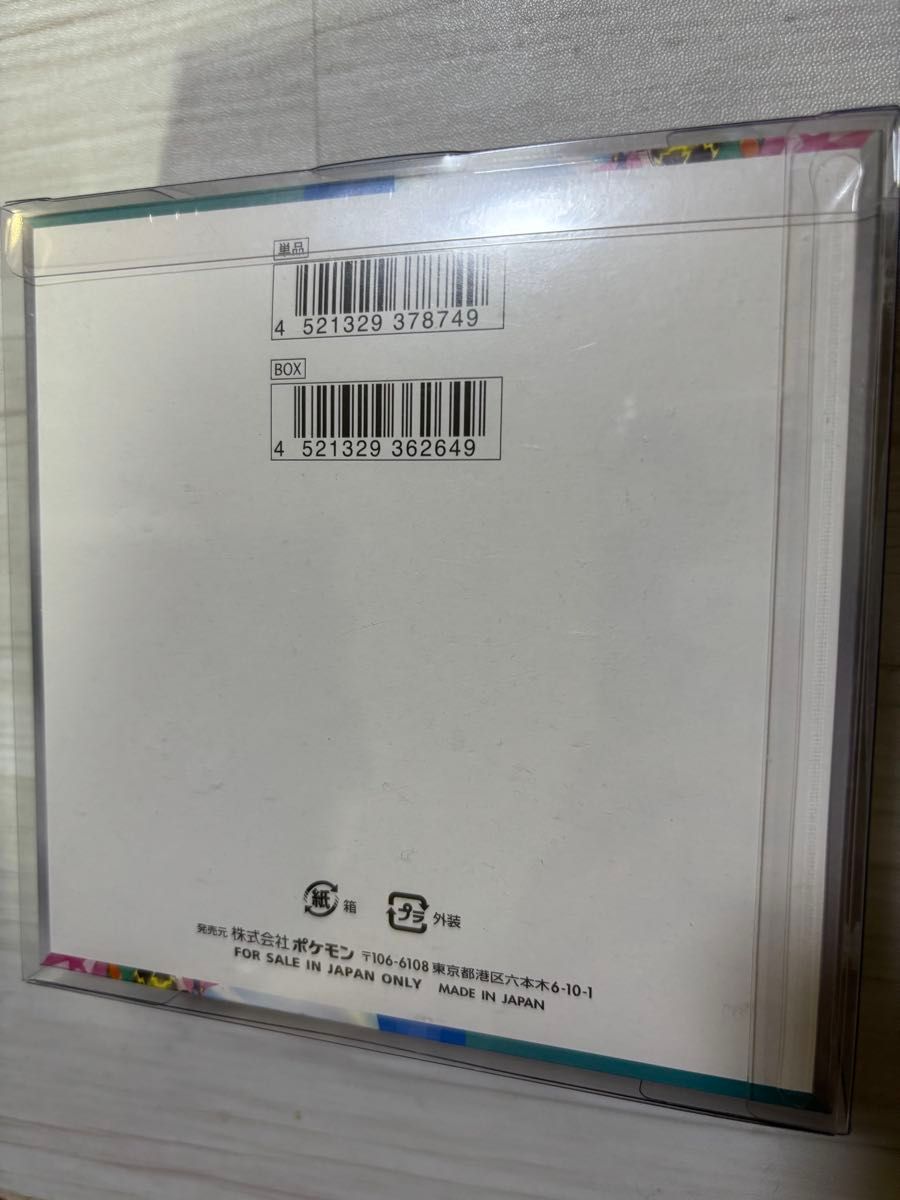 単品
4 521329 378749
BOX
4 521329 362649
紙 箱 プラ 外装
発売元 株式会社 ポケモン 〒106-6108 東京都港区六本木6-10-1
FOR SALE IN JAPAN ONLY MADE IN JAPAN